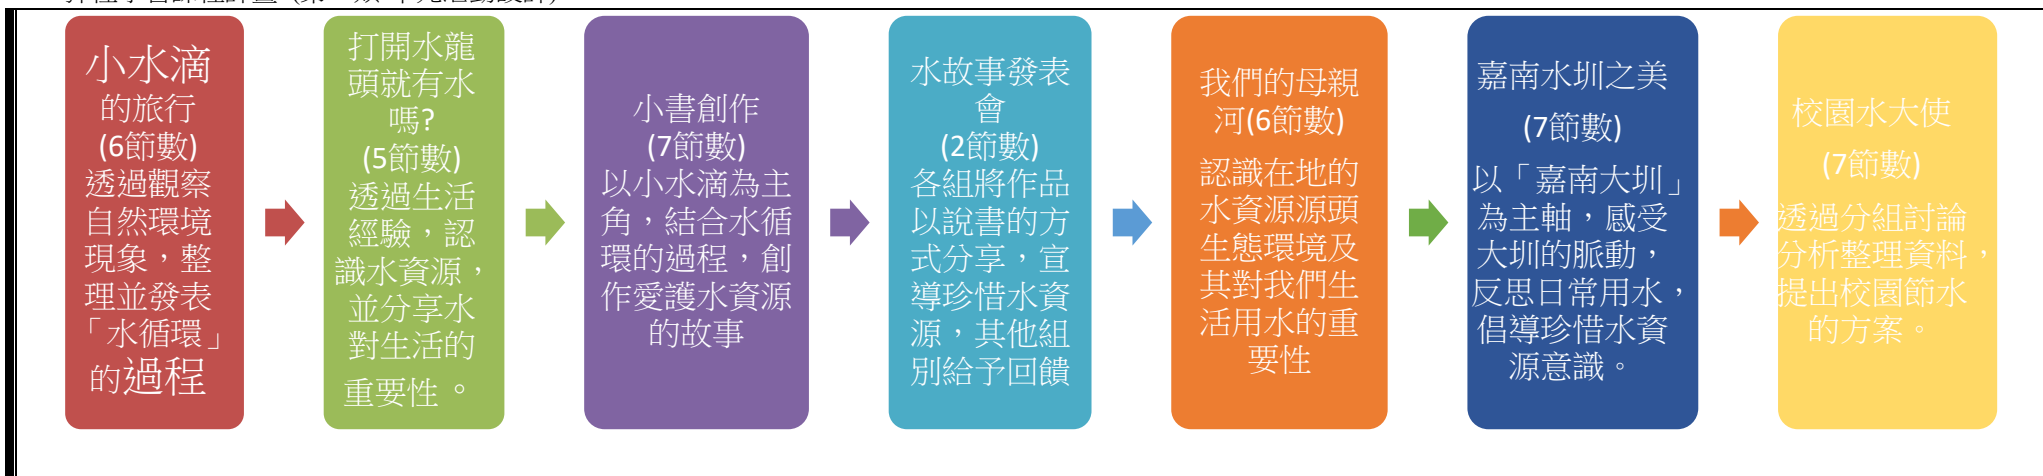 小水滴
的旅行
(6節數)
透過觀察
自然環境
現象，整
理並發表
「水循環」
的過程
打開水龍
頭就有水
嗎?
(5節數)
透過生活
經驗，認
識水資源，
並分享水
對生活的
重要性。
小書創作
(7節數)
以小水滴為主
角，結合水循
環的過程，創
作愛護水資源
的故事
水故事發表
會
(2節數)
各組將作品
以說書的方
式分享，宣
導珍惜水資
源，其他組
別給予回饋
我們的母親
河(6節數)
認識在地的
水資源源頭
生態環境及
其對我們生
活用水的重
要性
嘉南水圳之美
(7節數)
以「嘉南大圳」
為主軸，感受
大圳的脈動，
反思日常用水，
倡導珍惜水資
源意識。
校園水大使
(7節數)
透過分組討論
分析整理資料，
提出校園節水
的方案。